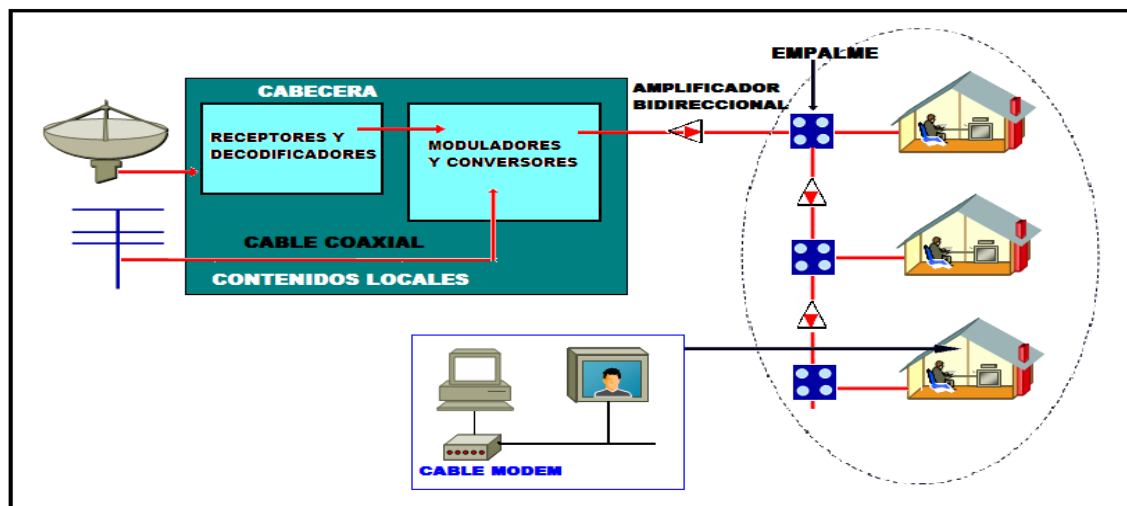 EMPALME
CABECERA
AMPLIFICADOR
BIDIRECCIONAL
RECEPTORES Y
DECODIFICADORES
MODULADORES
Y CONVERSORES
CABLE COAXIAL
CONTENIDOS LOCALES
CABLE MODEM